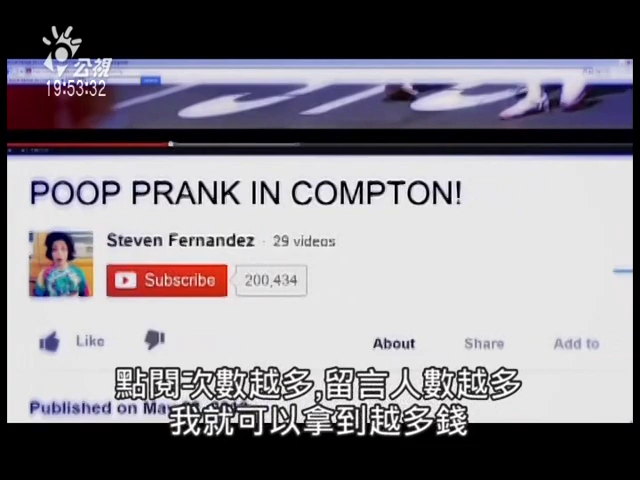 公視
19:53:32
POOP PRANK IN COMPTON!
Steven Fernandez · 29 videos
Subscribe 200,434
Like About Share Add to
點閱次數越多,留言人數越多
Published on May
我就可以拿到越多錢